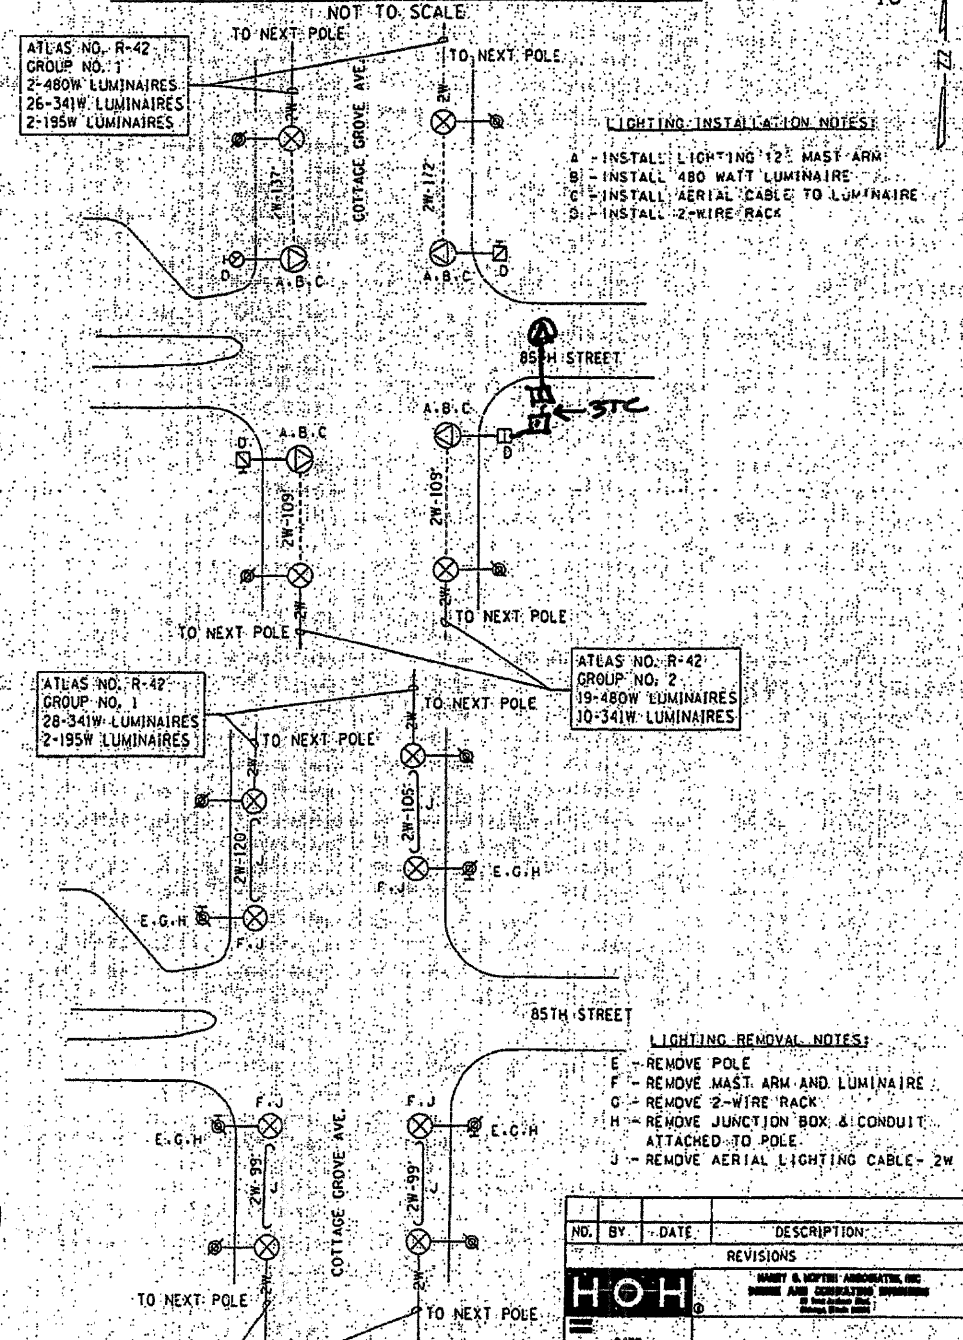 NOT TO SCALE
TO NEXT POLE
ATLAS NO. R-42
GROUP NO. 1
2-480W LUMINAIRES
26-341W LUMINAIRES
2-195W LUMINAIRES
TO NEXT POLE
2W
2W
COTTAGE GROVE AVE.
2W-137'
2W-172'
LIGHTING INSTALLATION NOTES:
A - INSTALL LIGHTING 12' MAST ARM
B - INSTALL 480 WATT LUMINAIRE
C - INSTALL AERIAL CABLE TO LUMINAIRE
D - INSTALL 2-WIRE RACK
D
A.B.C
A.B.C
D
85TH STREET
A.B.C
STC
D
A.B.C
D
2W-109'
2W-109'
2W
2W
TO NEXT POLE
TO NEXT POLE
ATLAS NO. R-42
GROUP NO. 2
19-480W LUMINAIRES
10-341W LUMINAIRES
ATLAS NO. R-42
GROUP NO. 1
28-341W LUMINAIRES
2-195W LUMINAIRES
TO NEXT POLE
TO NEXT POLE
2W
2W
2W-105'
J
2W-120'
J
F.J
E.G.H
E.G.H
F.J
85TH STREET
LIGHTING REMOVAL NOTES:
E - REMOVE POLE
F - REMOVE MAST ARM AND LUMINAIRE
G - REMOVE 2-WIRE RACK
H - REMOVE JUNCTION BOX & CONDUIT
ATTACHED TO POLE
J - REMOVE AERIAL LIGHTING CABLE - 2W
F.J
F.J
E.G.H
E.G.H
2W-99'
J
2W-99'
J
COTTAGE GROVE AVE.
2W
2W
TO NEXT POLE
TO NEXT POLE
NO. BY DATE DESCRIPTION
REVISIONS
HOH